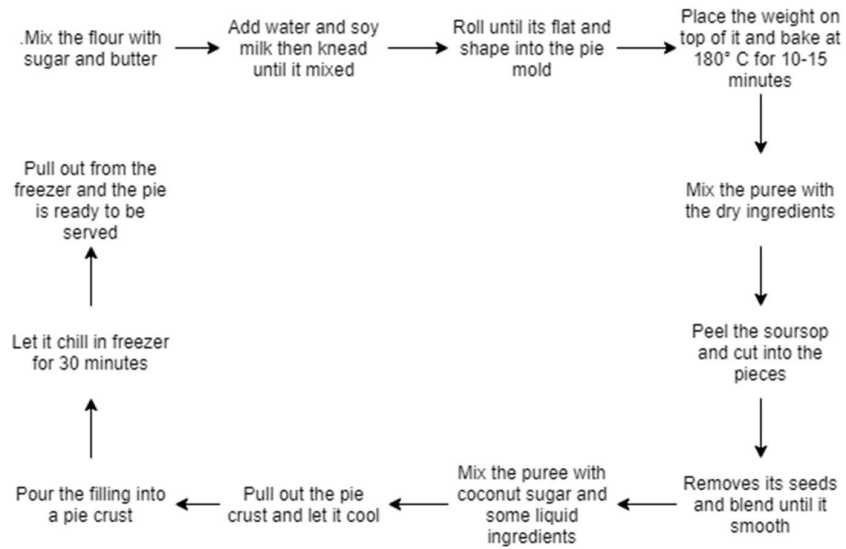 .Mix the flour with
sugar and butter
Add water and soy
milk then knead
until it mixed
Roll until its flat and
shape into the pie
mold
Place the weight on
top of it and bake at
180° C for 10-15
minutes
Mix the puree with
the dry ingredients
Peel the soursop
and cut into the
pieces
Removes its seeds
and blend until it
smooth
Mix the puree with
coconut sugar and
some liquid
ingredients
Pull out the pie
crust and let it cool
Pour the filling into
a pie crust
Let it chill in freezer
for 30 minutes
Pull out from the
freezer and the pie
is ready to be
served